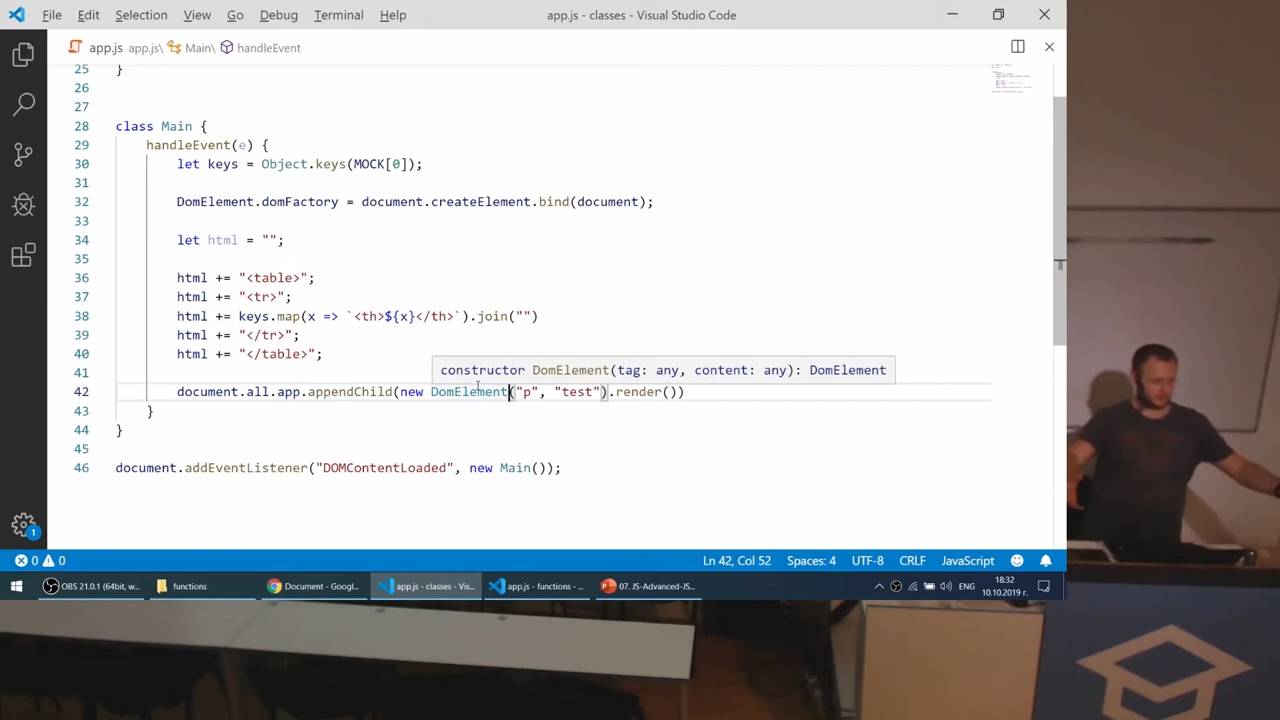 File Edit Selection View Go Debug Terminal Help
app.js - classes - Visual Studio Code
app.js app.js\ Main\ handleEvent
25 }
26
27
28 class Main {
29 handleEvent(e) {
30 let keys = Object.keys(MOCK[0]);
31
32 DomElement.domFactory = document.createElement.bind(document);
33
34 let html = "";
35
36 html += "<table>";
37 html += "<tr>";
38 html += keys.map(x => `<th>${x}</th>`).join("")
39 html += "</tr>";
40 html += "</table>";
constructor DomElement(tag: any, content: any): DomElement
41
42 document.all.app.appendChild(new DomElement("p", "test").render())
43 }
44 }
45
46 document.addEventListener("DOMContentLoaded", new Main());
1
0 0
Ln 42, Col 52 Spaces: 4 UTF-8 CRLF JavaScript
OBS 21.0.1 (64bit, w...
functions
Document - Googl...
app.js - classes - Vis...
app.js - functions - ...
07. JS-Advanced-JS...
ENG
18:32
10.10.2019 г.